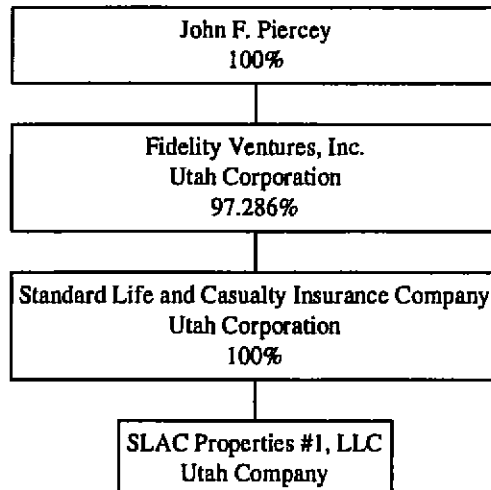 John F. Piercey
100%
Fidelity Ventures, Inc.
Utah Corporation
97.286%
Standard Life and Casualty Insurance Company
Utah Corporation
100%
SLAC Properties #1, LLC
Utah Company